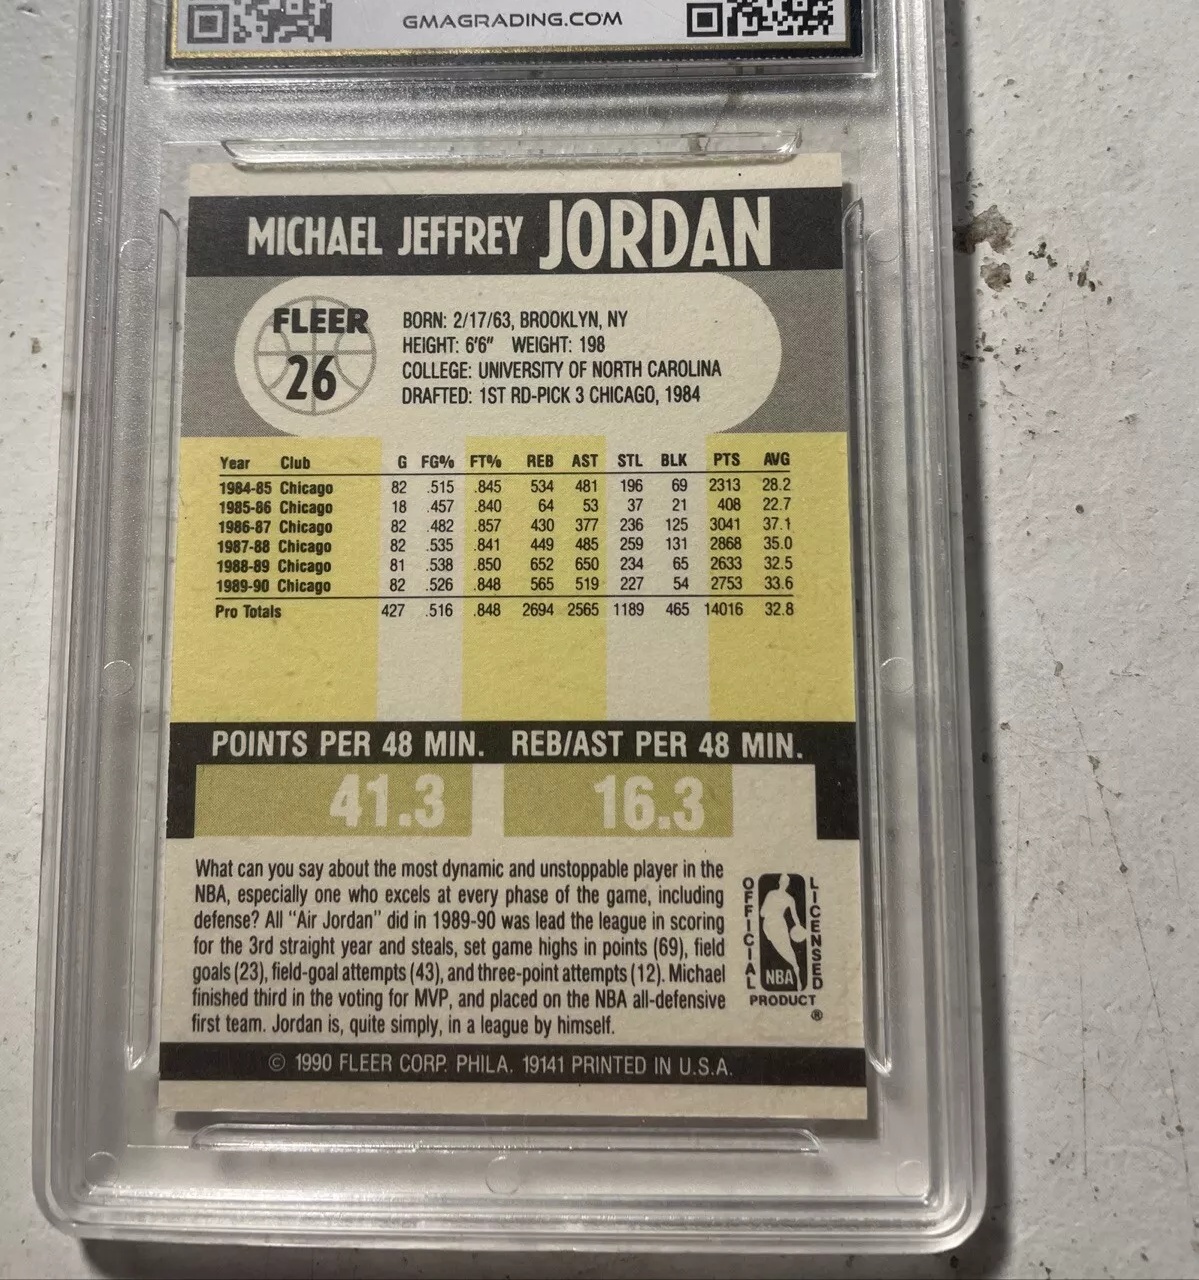 GMAGRADING.COM
MICHAEL JEFFREY JORDAN
FLEER
26
BORN: 2/17/63, BROOKLYN, NY
HEIGHT: 6'6" WEIGHT: 198
COLLEGE: UNIVERSITY OF NORTH CAROLINA
DRAFTED: 1ST RD-PICK 3 CHICAGO, 1984
Year Club G FG% FT% REB AST STL BLK PTS AVG
1984-85 Chicago 82 .515 .845 534 481 196 69 2313 28.2
1985-86 Chicago 18 .457 .840 64 53 37 21 408 22.7
1986-87 Chicago 82 .482 .857 430 377 236 125 3041 37.1
1987-88 Chicago 82 .535 .841 449 485 259 131 2868 35.0
1988-89 Chicago 81 .538 .850 652 650 234 65 2633 32.5
1989-90 Chicago 82 .526 .848 565 519 227 54 2753 33.6
Pro Totals 427 .516 .848 2694 2565 1189 465 14016 32.8
POINTS PER 48 MIN. REB/AST PER 48 MIN.
41.3 16.3
What can you say about the most dynamic and unstoppable player in the
NBA, especially one who excels at every phase of the game, including
defense? All "Air Jordan" did in 1989-90 was lead the league in scoring
for the 3rd straight year and steals, set game highs in points (69), field
goals (23), field-goal attempts (43), and three-point attempts (12). Michael
finished third in the voting for MVP, and placed on the NBA all-defensive
first team. Jordan is, quite simply, in a league by himself.
OFFICIAL
LICENSED
NBA
PRODUCT
®
© 1990 FLEER CORP. PHILA. 19141 PRINTED IN U.S.A.